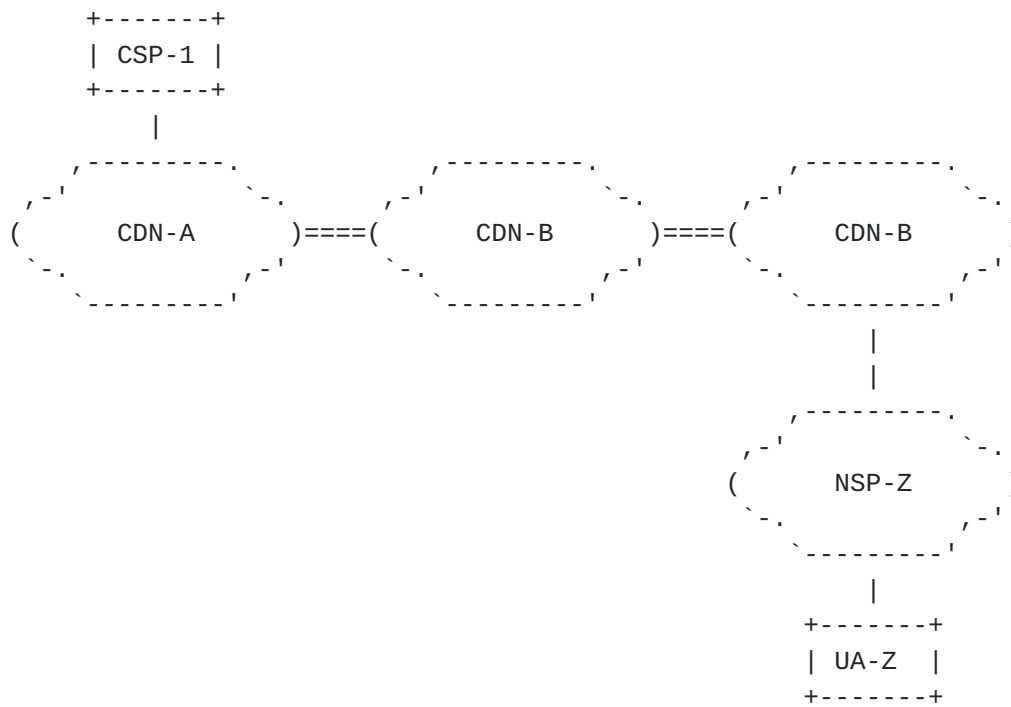 +-------+
| CSP-1 |
+-------+
|
,---------. ,---------. ,---------.
,-' `-. ,-' `-. ,-' `-.
( CDN-A )====( CDN-B )====( CDN-B )
`-. ,-' `-. ,-' `-. ,-'
`---------' `---------' `---------'
|
|
,---------.
,-' `-.
( NSP-Z )
`-. ,-'
`---------'
|
+-------+
| UA-Z |
+-------+